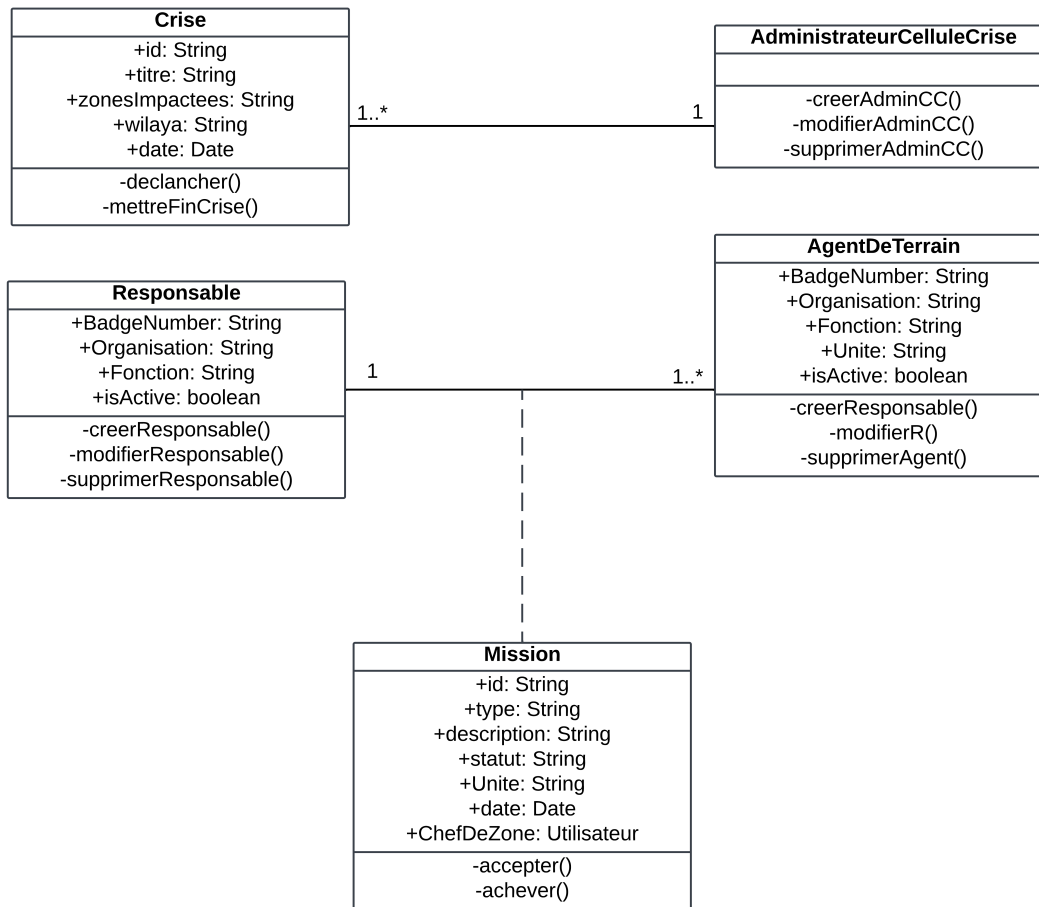 Crise
+id: String
+titre: String
+zonesImpactees: String
+wilaya: String
+date: Date
-declancher()
-mettreFinCrise()
1..*
1
AdministrateurCelluleCrise
-creerAdminCC()
-modifierAdminCC()
-supprimerAdminCC()
Responsable
+BadgeNumber: String
+Organisation: String
+Fonction: String
+isActive: boolean
-creerResponsable()
-modifierResponsable()
-supprimerResponsable()
1
1..*
AgentDeTerrain
+BadgeNumber: String
+Organisation: String
+Fonction: String
+Unite: String
+isActive: boolean
-creerResponsable()
-modifierR()
-supprimerAgent()
Mission
+id: String
+type: String
+description: String
+statut: String
+Unite: String
+date: Date
+ChefDeZone: Utilisateur
-accepter()
-achever()